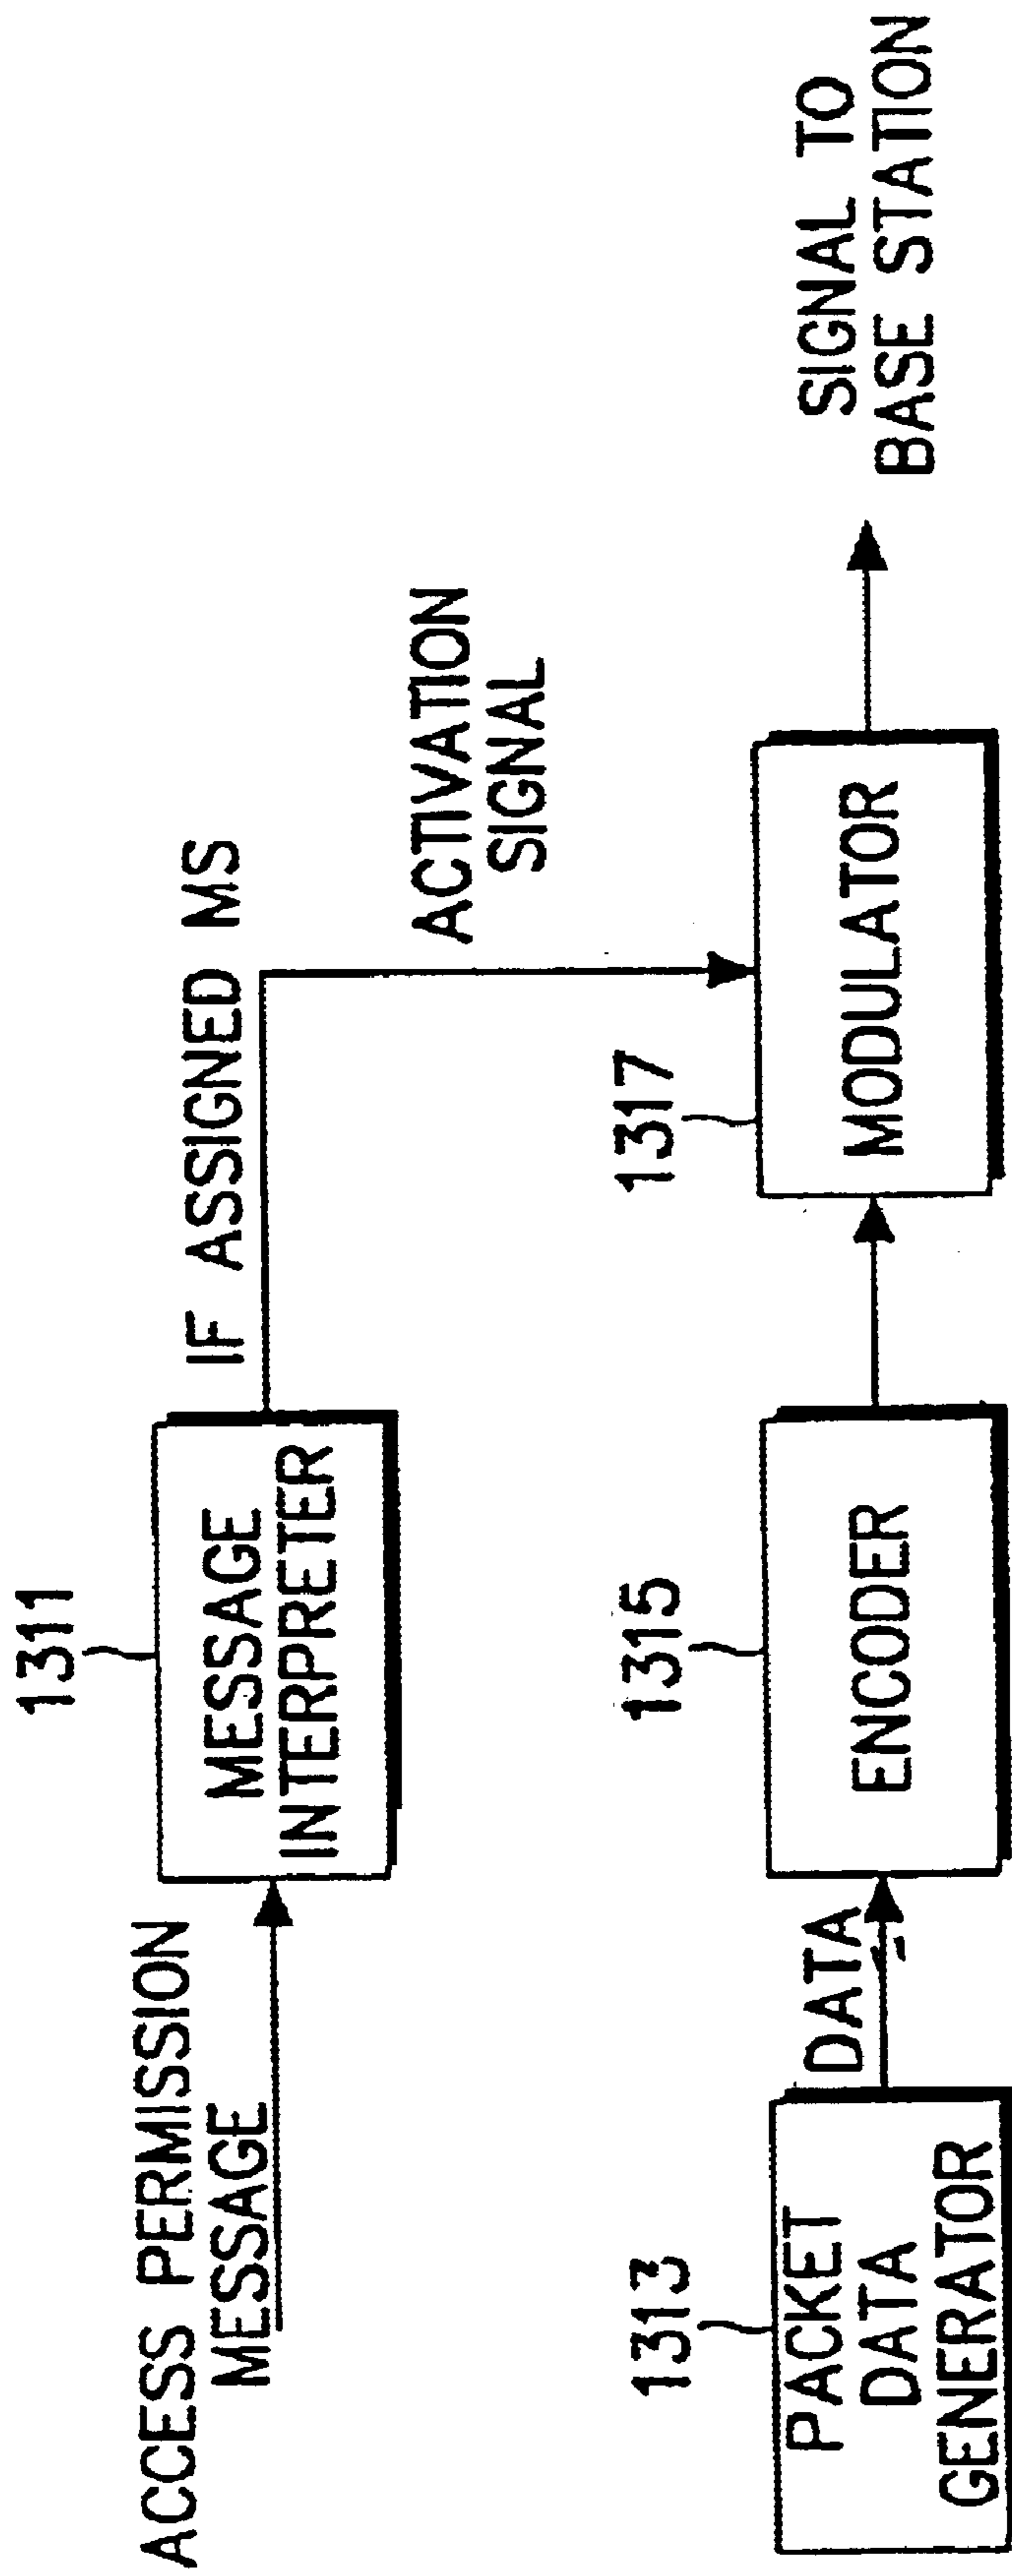 ACCESS PERMISSION
MESSAGE
1311
MESSAGE
INTERPRETER
IF ASSIGNED MS
ACTIVATION
SIGNAL
1313
PACKET
DATA
GENERATOR
DATA
1315
ENCODER
1317
MODULATOR
SIGNAL TO
BASE STATION